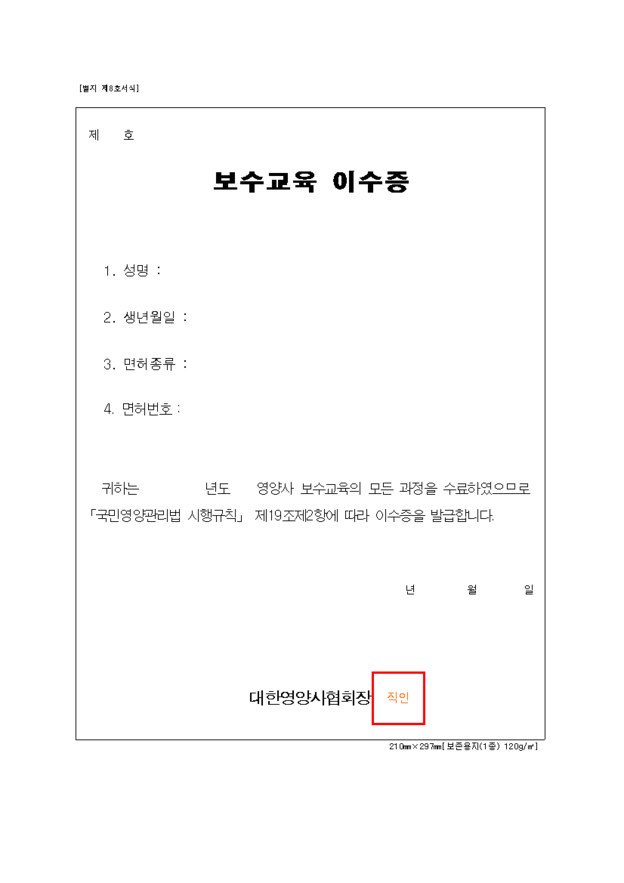 [별지 제8호서식]
제 호
보수교육 이수증
1. 성명 :
2. 생년월일 :
3. 면허종류 :
4. 면허번호 :
귀하는 년도 영양사 보수교육의 모든 과정을 수료하였으므로
「국민영양관리법 시행규칙」 제19조제2항에 따라 이수증을 발급합니다.
년 월 일
대한영양사협회장 직인
210㎜×297㎜[보존용지(1종) 120g/㎡]